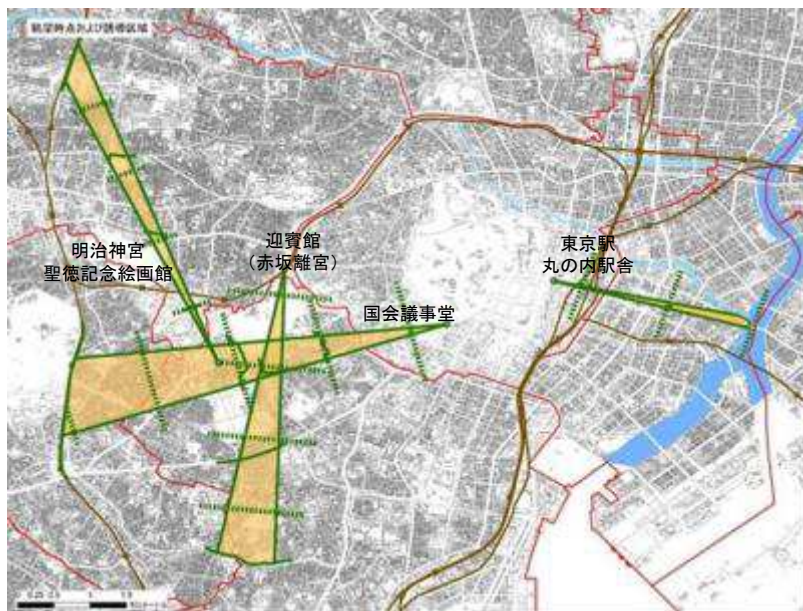 眺望地点および誘導区域
明治神宮
聖徳記念絵画館
迎賓館
(赤坂離宮)
国会議事堂
東京駅
丸の内駅舎